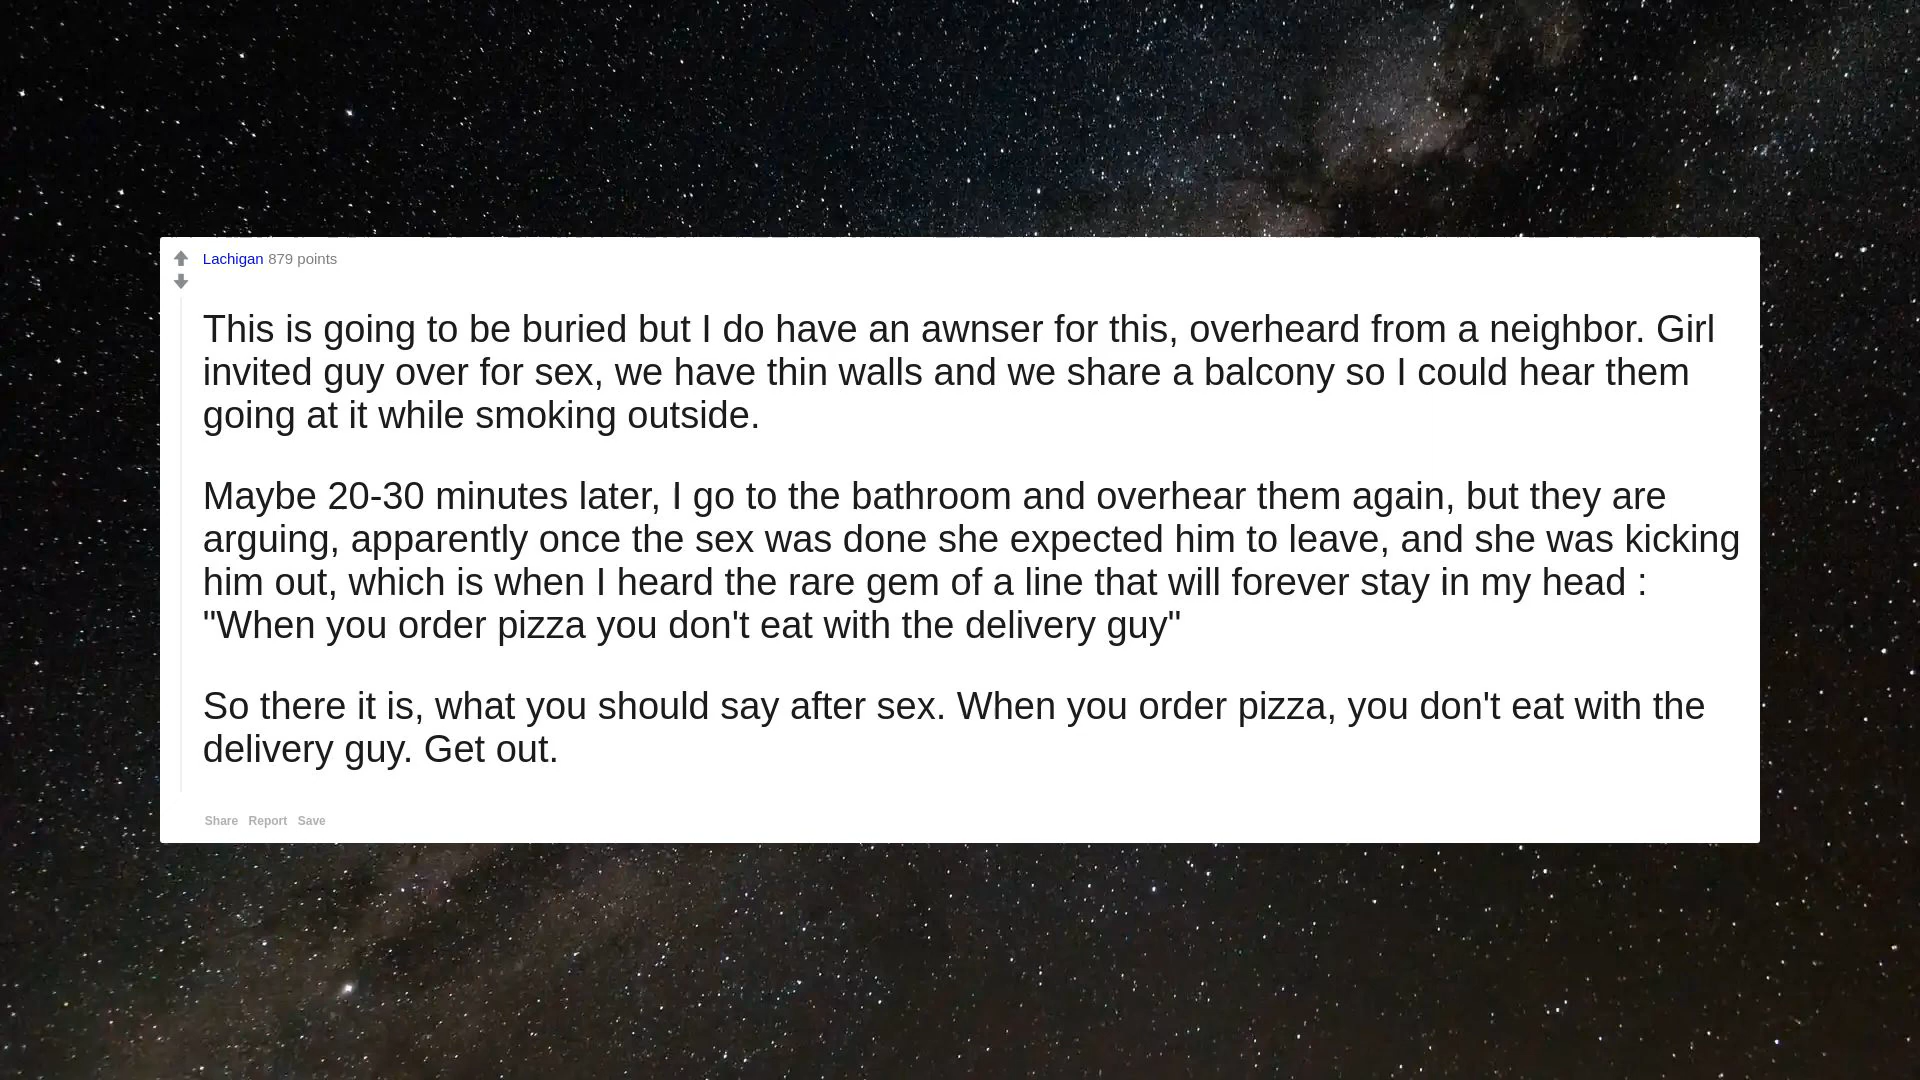 Lachigan 879 points
This is going to be buried but I do have an awnser for this, overheard from a neighbor. Girl
invited guy over for sex, we have thin walls and we share a balcony so I could hear them
going at it while smoking outside.
Maybe 20-30 minutes later, I go to the bathroom and overhear them again, but they are
arguing, apparently once the sex was done she expected him to leave, and she was kicking
him out, which is when I heard the rare gem of a line that will forever stay in my head :
"When you order pizza you don't eat with the delivery guy"
So there it is, what you should say after sex. When you order pizza, you don't eat with the
delivery guy. Get out.
Share Report Save